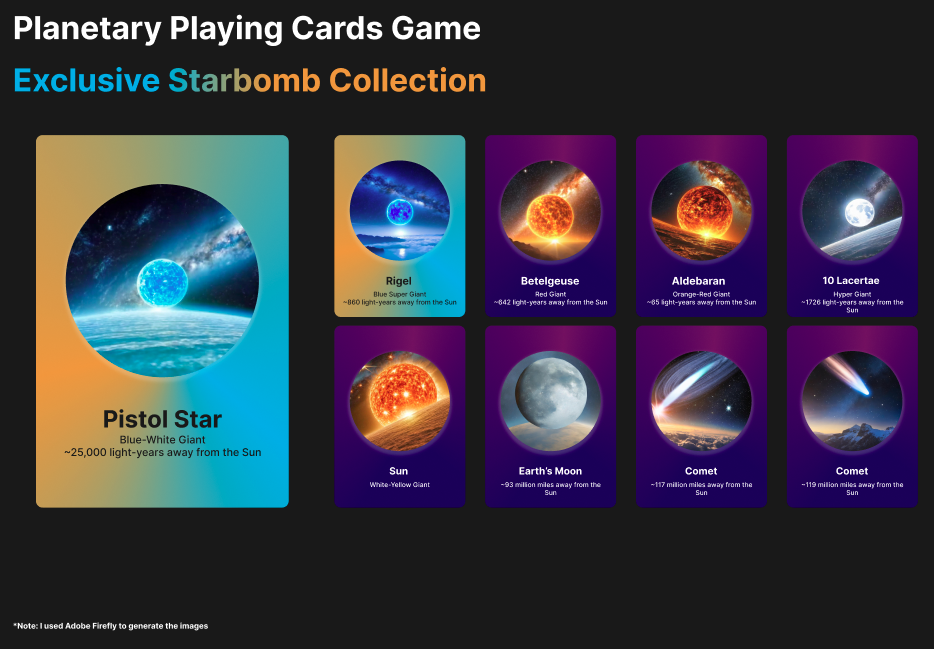 Planetary Playing Cards Game
Exclusive Starbomb Collection
Pistol Star
Blue-White Giant
~25,000 light-years away from the Sun
Rigel
Blue Super Giant
~860 light-years away from the Sun
Betelgeuse
Red Giant
~642 light-years away from the Sun
Aldebaran
Orange-Red Giant
~65 light-years away from the Sun
10 Lacertae
Hyper Giant
~1726 light-years away from the
Sun
Sun
White-Yellow Giant
Earth's Moon
~93 million miles away from the
Sun
Comet
~117 million miles away from the
Sun
Comet
~119 million miles away from the
Sun
*Note: I used Adobe Firefly to generate the images